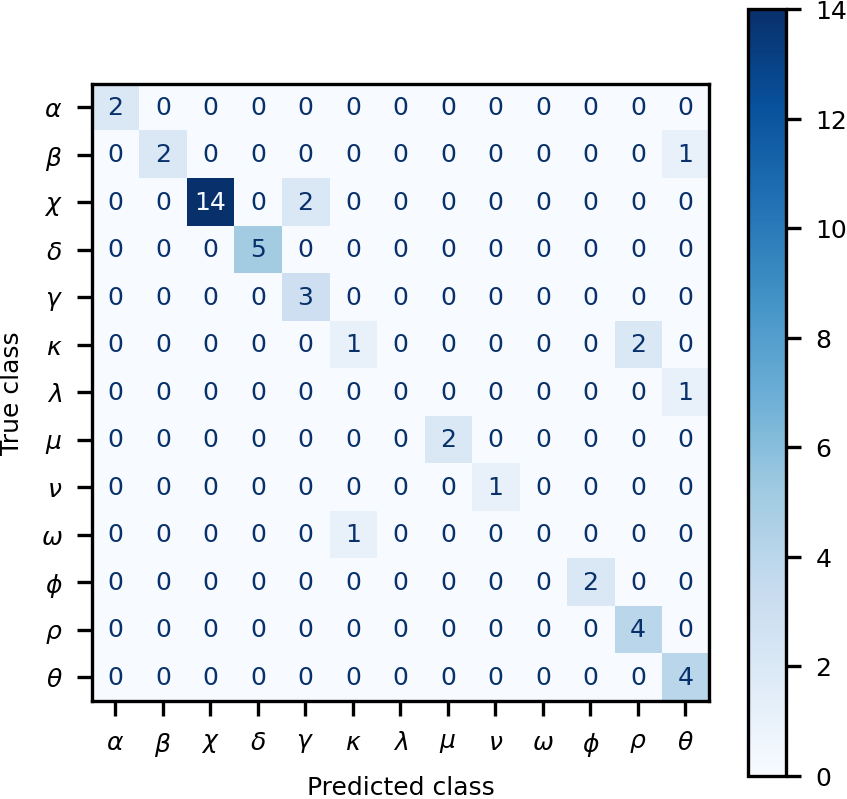 α 2 0 0 0 0 0 0 0 0 0 0 0 0
β 0 2 0 0 0 0 0 0 0 0 0 0 1
χ 0 0 14 0 2 0 0 0 0 0 0 0 0
δ 0 0 0 5 0 0 0 0 0 0 0 0 0
γ 0 0 0 0 3 0 0 0 0 0 0 0 0
κ 0 0 0 0 0 1 0 0 0 0 0 2 0
λ 0 0 0 0 0 0 0 0 0 0 0 0 1
μ 0 0 0 0 0 0 0 2 0 0 0 0 0
ν 0 0 0 0 0 0 0 0 1 0 0 0 0
ω 0 0 0 0 0 1 0 0 0 0 0 0 0
ϕ 0 0 0 0 0 0 0 0 0 0 2 0 0
ρ 0 0 0 0 0 0 0 0 0 0 0 4 0
θ 0 0 0 0 0 0 0 0 0 0 0 0 4
α β χ δ γ κ λ μ ν ω ϕ ρ θ
Predicted class
True class
14
12
10
8
6
4
2
0